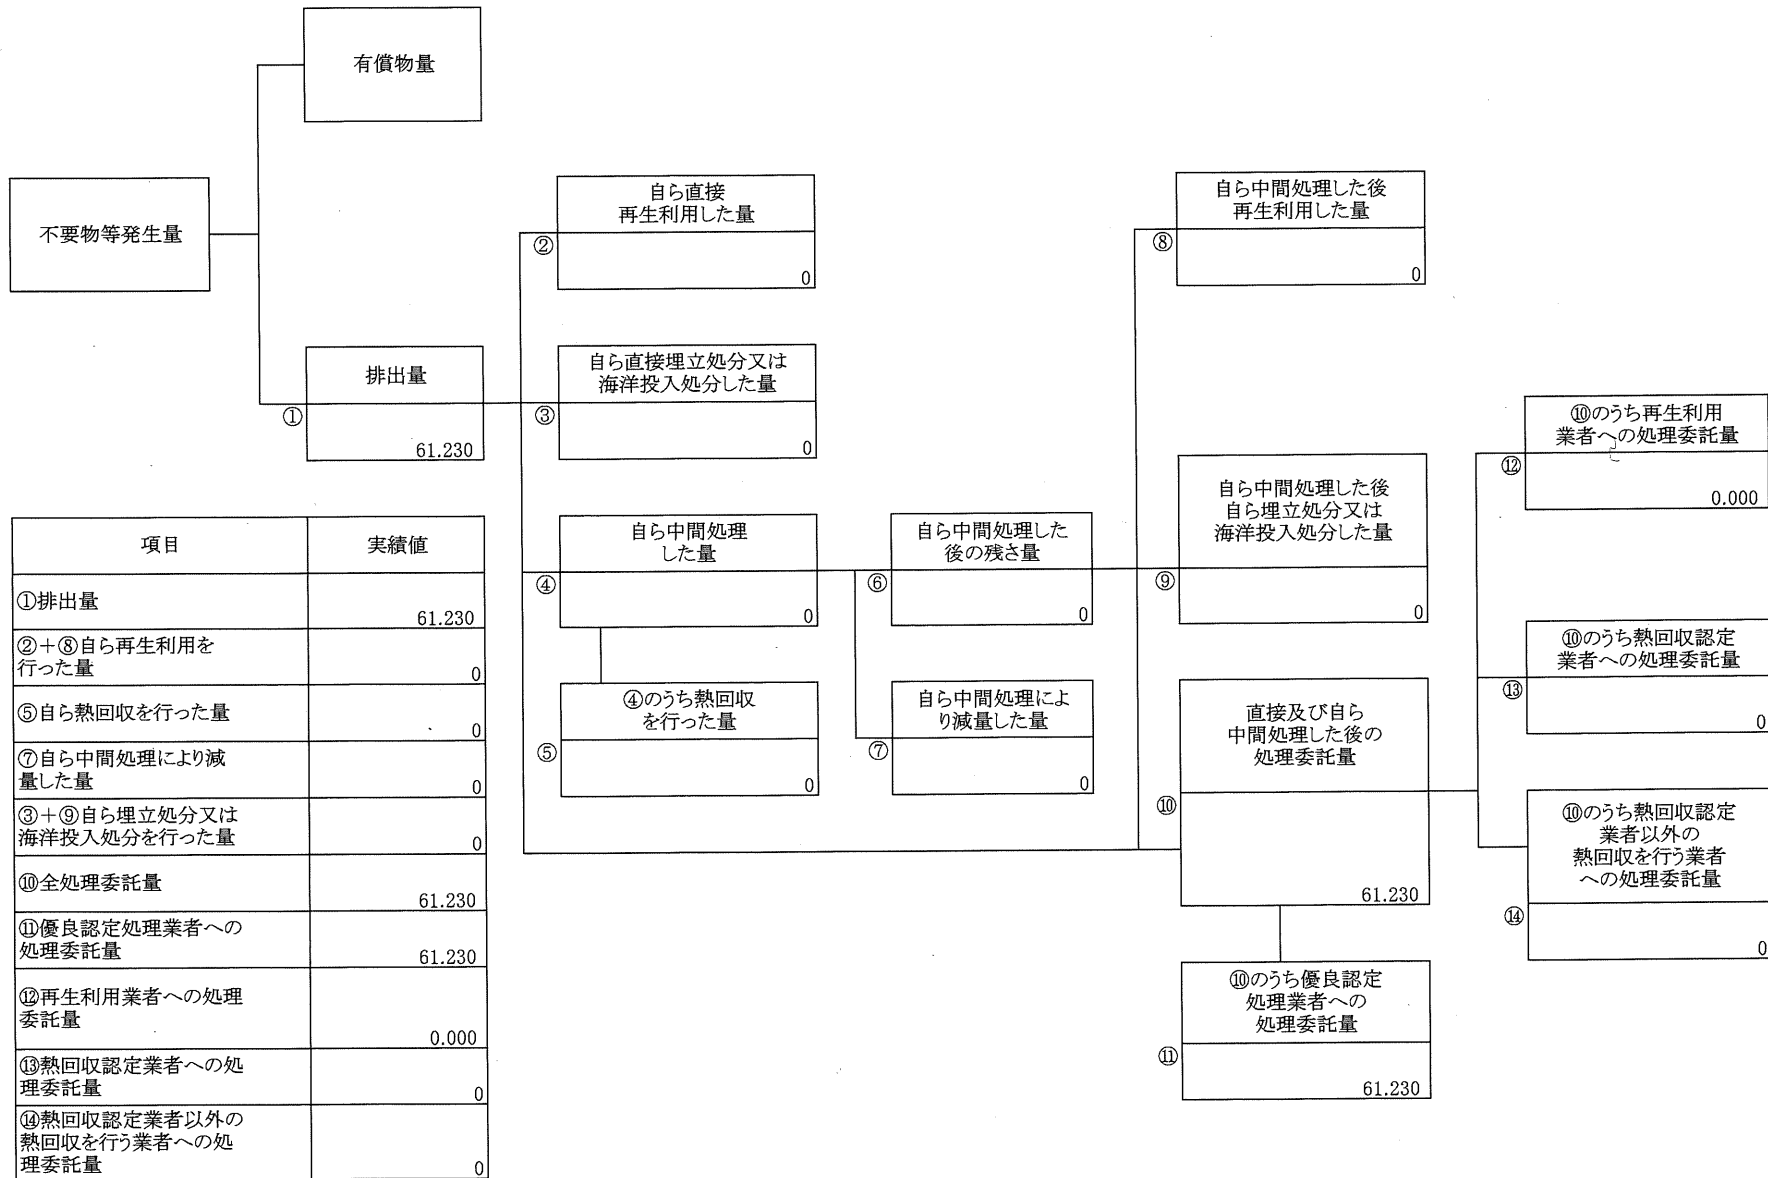 有償物量
不要物等発生量
排出量
①
61.230
自ら直接
再生利用した量
②
0
自ら直接埋立処分又は
海洋投入処分した量
③
0
自ら中間処理
した量
④
0
④のうち熱回収
を行った量
⑤
0
自ら中間処理した
後の残さ量
⑥
0
自ら中間処理によ
り減量した量
⑦
0
自ら中間処理した後
再生利用した量
⑧
0
自ら中間処理した後
自ら埋立処分又は
海洋投入処分した量
⑨
0
直接及び自ら
中間処理した後の
処理委託量
⑩
61.230
⑩のうち優良認定
処理業者への
処理委託量
⑪
61.230
⑩のうち再生利用
業者への処理委託量
⑫
0.000
⑩のうち熱回収認定
業者への処理委託量
⑬
0
⑩のうち熱回収認定
業者以外の
熱回収を行う業者
への処理委託量
⑭
0
項目 実績値
①排出量
61.230
②+⑧自ら再生利用を
行った量
0
⑤自ら熱回収を行った量
0
⑦自ら中間処理により減
量した量
0
③+⑨自ら埋立処分又は
海洋投入処分を行った量
0
⑩全処理委託量
61.230
⑪優良認定処理業者への
処理委託量
61.230
⑫再生利用業者への処理
委託量
0.000
⑬熱回収認定業者への処
理委託量
0
⑭熱回収認定業者以外の
熱回収を行う業者への処
理委託量
0